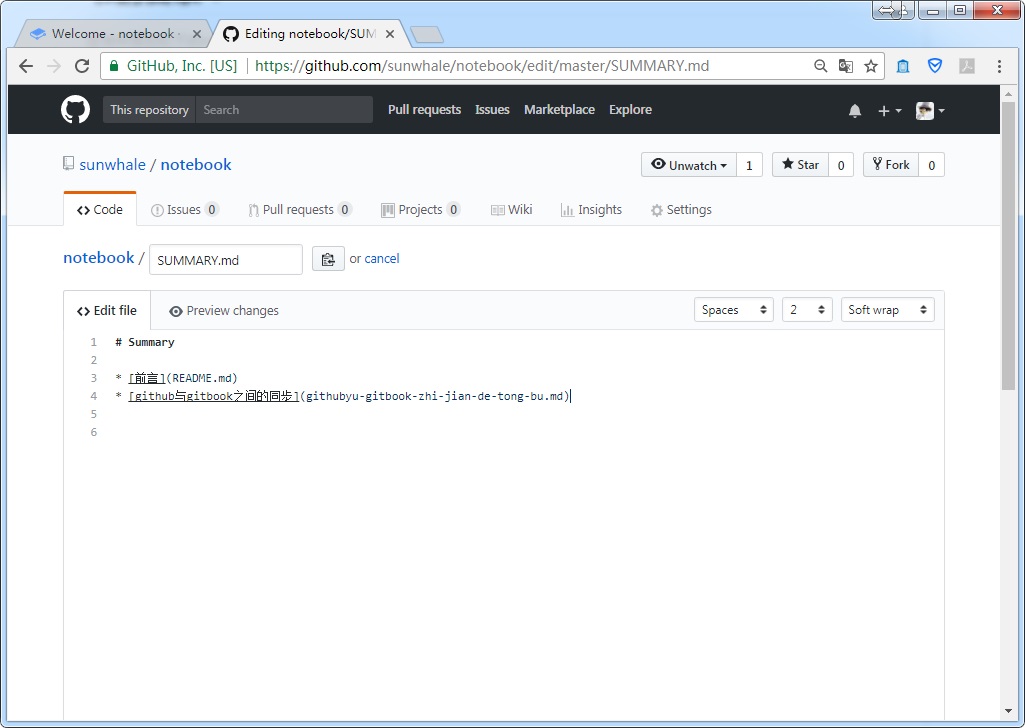 Welcome - notebook
Editing notebook/SUM
GitHub, Inc. [US] https://github.com/sunwhale/notebook/edit/master/SUMMARY.md
This repository Search Pull requests Issues Marketplace Explore
sunwhale / notebook
Unwatch 1 Star 0 Fork 0
Code Issues 0 Pull requests 0 Projects 0 Wiki Insights Settings
notebook / SUMMARY.md or cancel
Edit file Preview changes Spaces 2 Soft wrap
1 # Summary
2
3 * [前言](README.md)
4 * [github与gitbook之间的同步](githubyu-gitbook-zhi-jian-de-tong-bu.md)
5
6